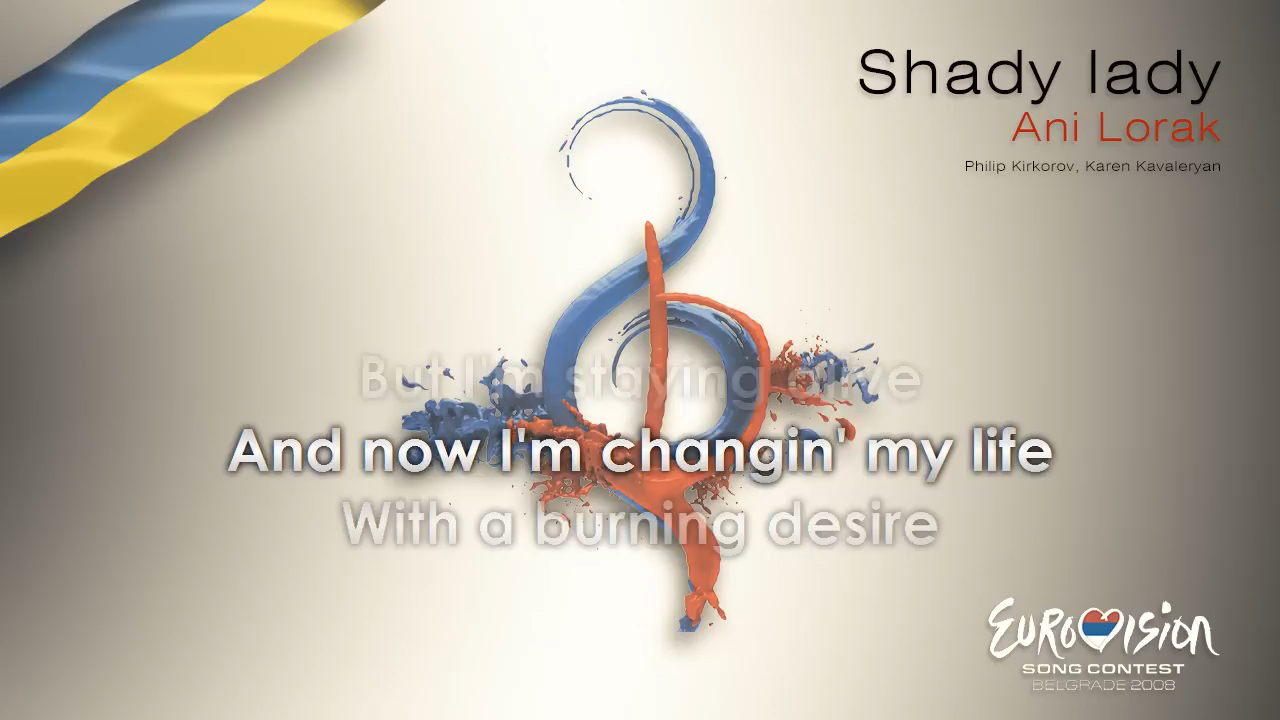 Shady lady
Ani Lorak
Philip Kirkorov, Karen Kavaleryan
But I'm staying alive
And now I'm changin' my life
With a burning desire
EUROVISION
SONG CONTEST
BELGRADE 2008